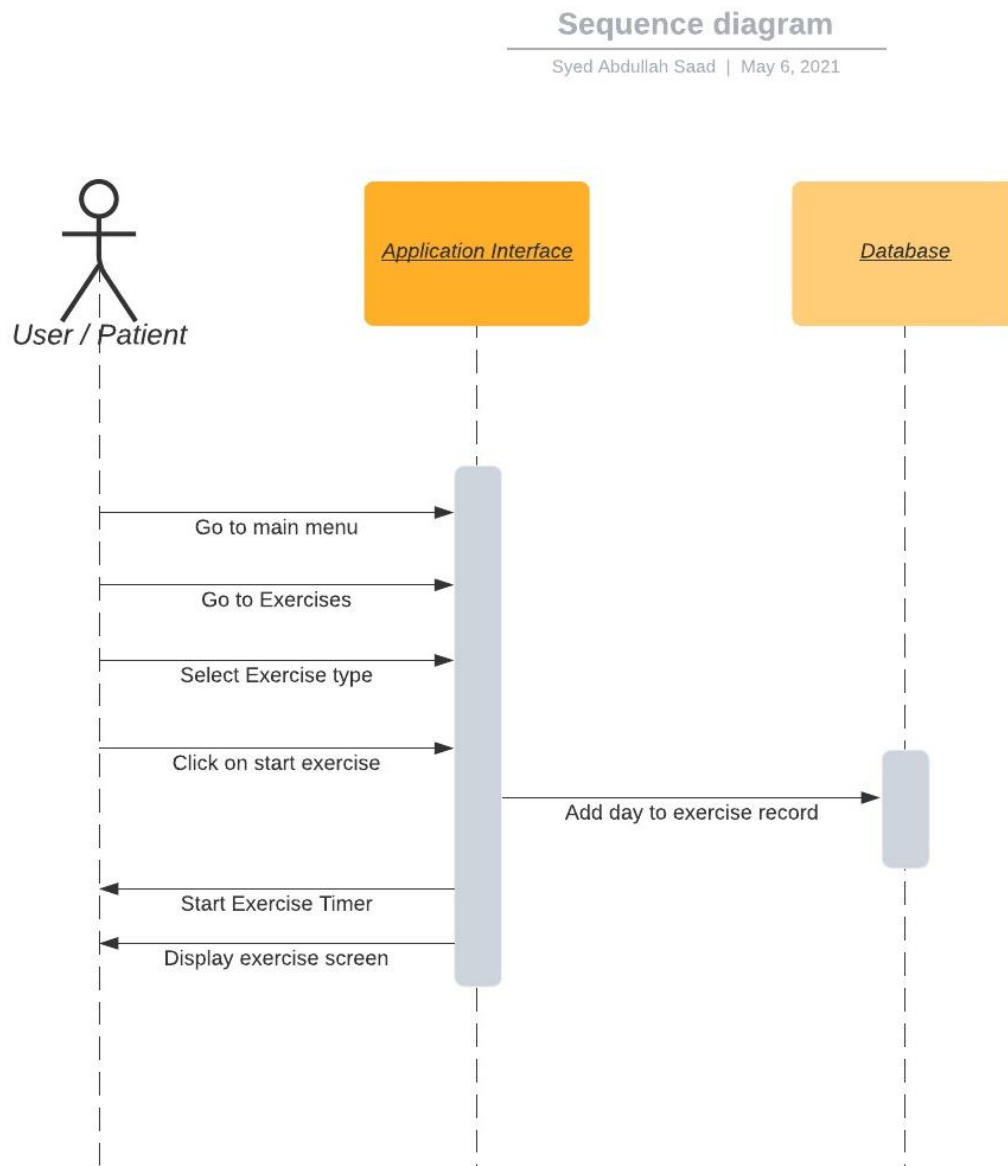 Sequence diagram
Syed Abdullah Saad | May 6, 2021
User / Patient
Application Interface
Database
Go to main menu
Go to Exercises
Select Exercise type
Click on start exercise
Add day to exercise record
Start Exercise Timer
Display exercise screen